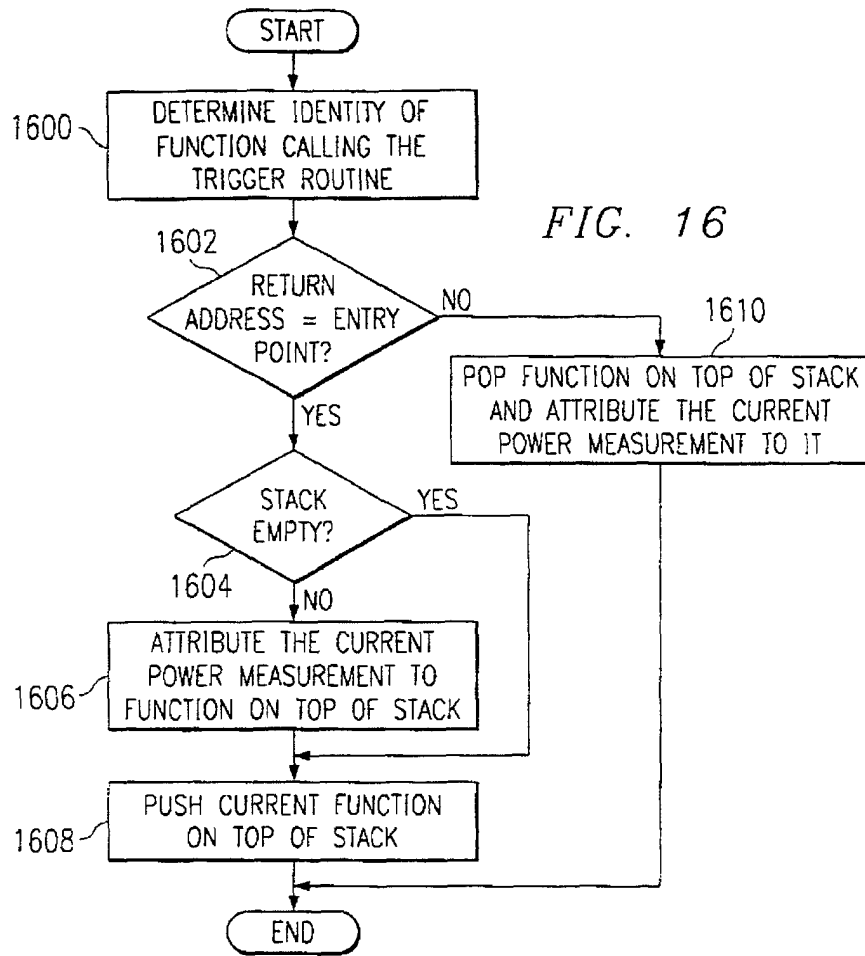 START
1600
DETERMINE IDENTITY OF
FUNCTION CALLING THE
TRIGGER ROUTINE
FIG. 16
1602
RETURN
ADDRESS = ENTRY
POINT?
NO
YES
1610
POP FUNCTION ON TOP OF STACK
AND ATTRIBUTE THE CURRENT
POWER MEASUREMENT TO IT
STACK
EMPTY?
YES
1604
NO
ATTRIBUTE THE CURRENT
POWER MEASUREMENT TO
FUNCTION ON TOP OF STACK
1606
PUSH CURRENT FUNCTION
ON TOP OF STACK
1608
END